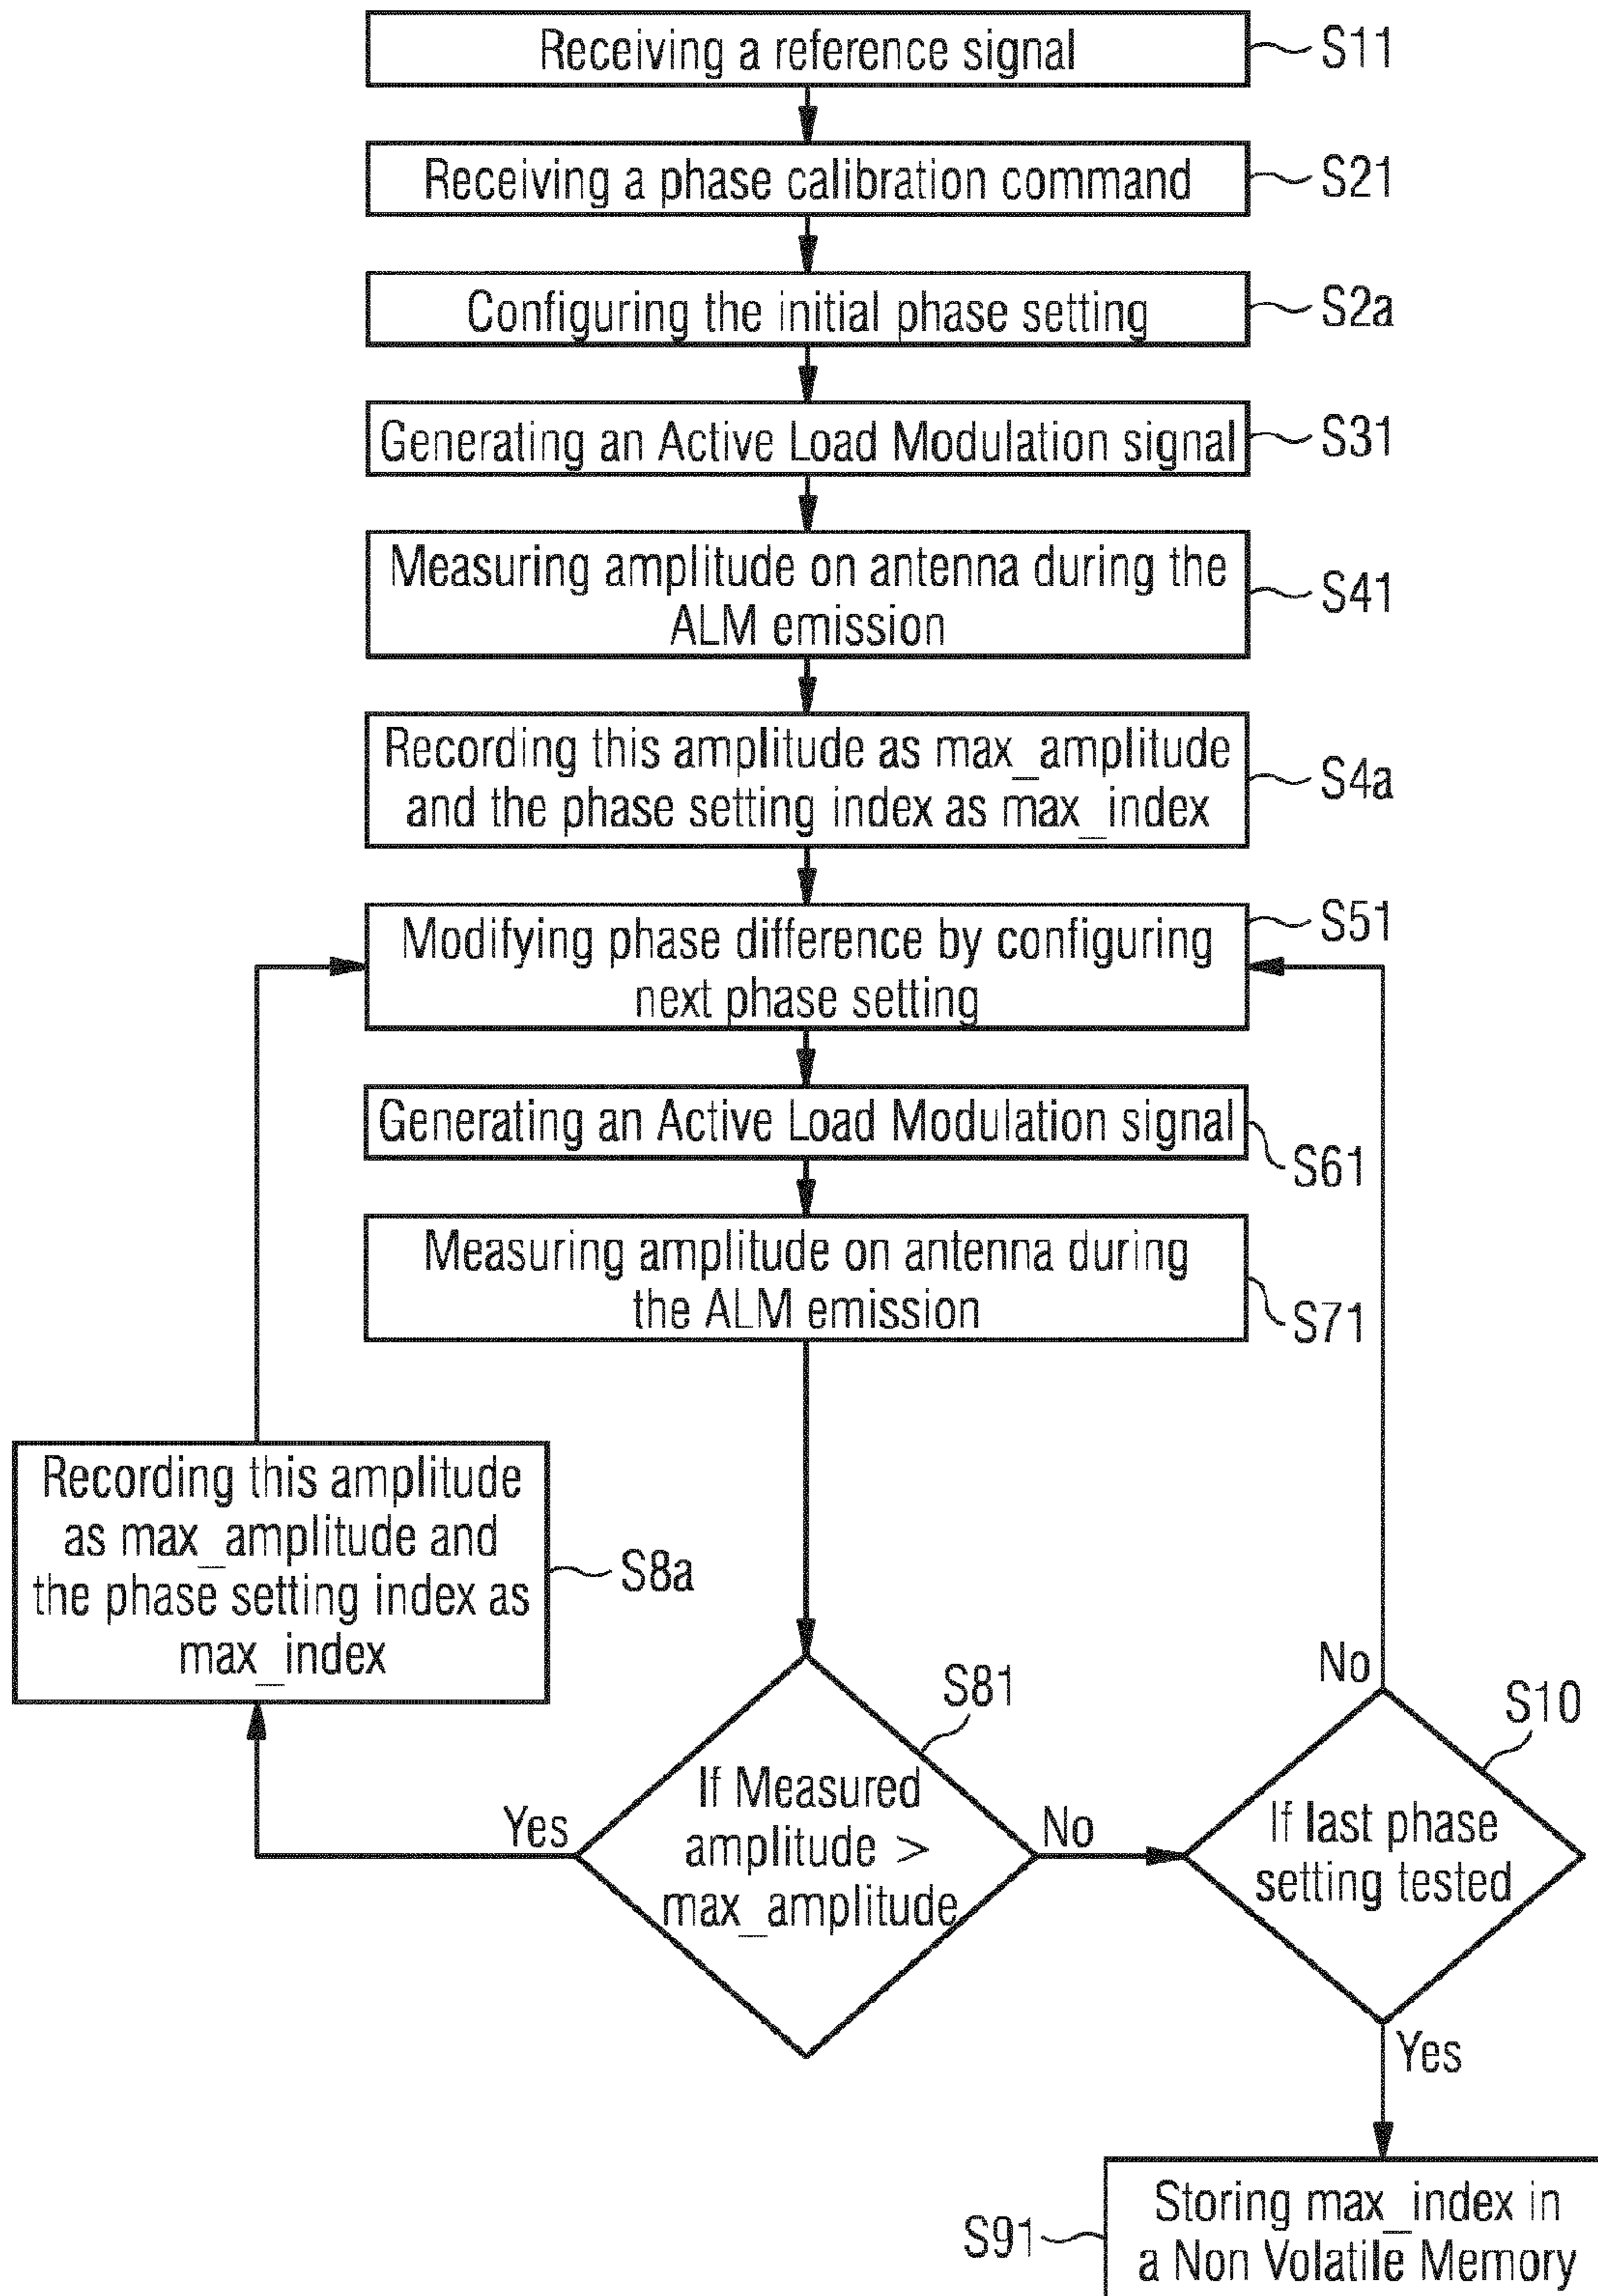 Receiving a reference signal
S11
Receiving a phase calibration command
S21
Configuring the initial phase setting
S2a
Generating an Active Load Modulation signal
S31
Measuring amplitude on antenna during the
ALM emission
S41
Recording this amplitude as max_amplitude
and the phase setting index as max_index
S4a
Modifying phase difference by configuring
next phase setting
S51
Generating an Active Load Modulation signal
S61
Measuring amplitude on antenna during
the ALM emission
S71
Recording this amplitude
as max_amplitude and
the phase setting index as
max_index
S8a
If Measured
amplitude >
max_amplitude
S81
Yes
No
If last phase
setting tested
S10
No
Yes
Storing max_index in
a Non Volatile Memory
S91